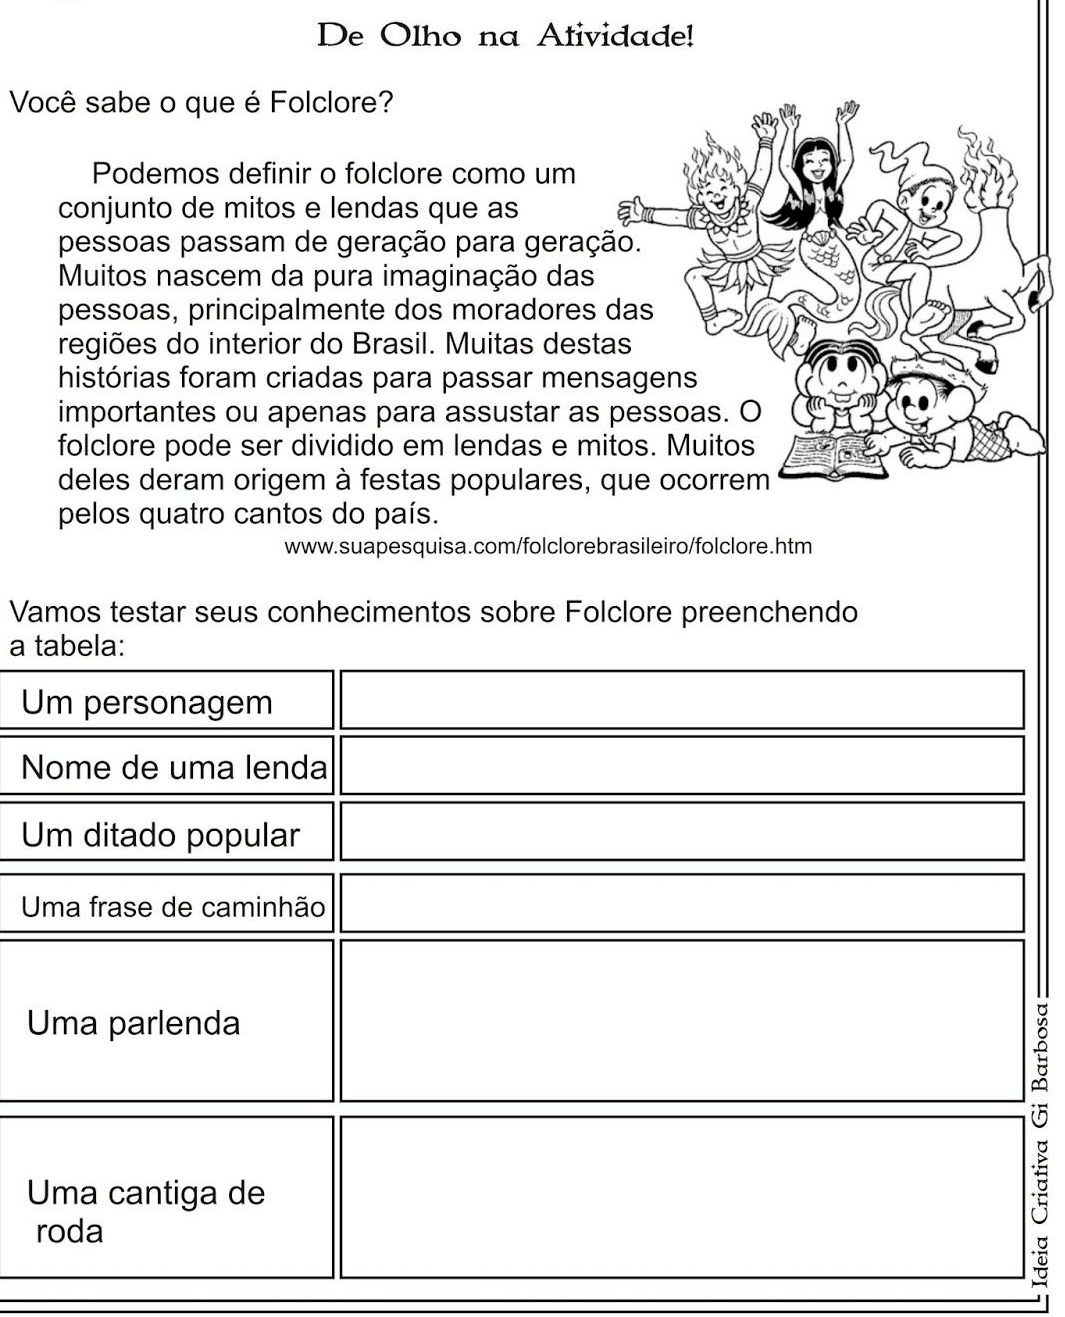 De Olho na Atividade!
Você sabe o que é Folclore?
Podemos definir o folclore como um
conjunto de mitos e lendas que as
pessoas passam de geração para geração.
Muitos nascem da pura imaginação das
pessoas, principalmente dos moradores das
regiões do interior do Brasil. Muitas destas
histórias foram criadas para passar mensagens
importantes ou apenas para assustar as pessoas. O
folclore pode ser dividido em lendas e mitos. Muitos
deles deram origem à festas populares, que ocorrem
pelos quatro cantos do país.
www.suapesquisa.com/folclorebrasileiro/folclore.htm
Vamos testar seus conhecimentos sobre Folclore preenchendo
a tabela:
Um personagem
Nome de uma lenda
Um ditado popular
Uma frase de caminhão
Uma parlenda
Uma cantiga de
roda
Ideia Criativa Gi Barbosa